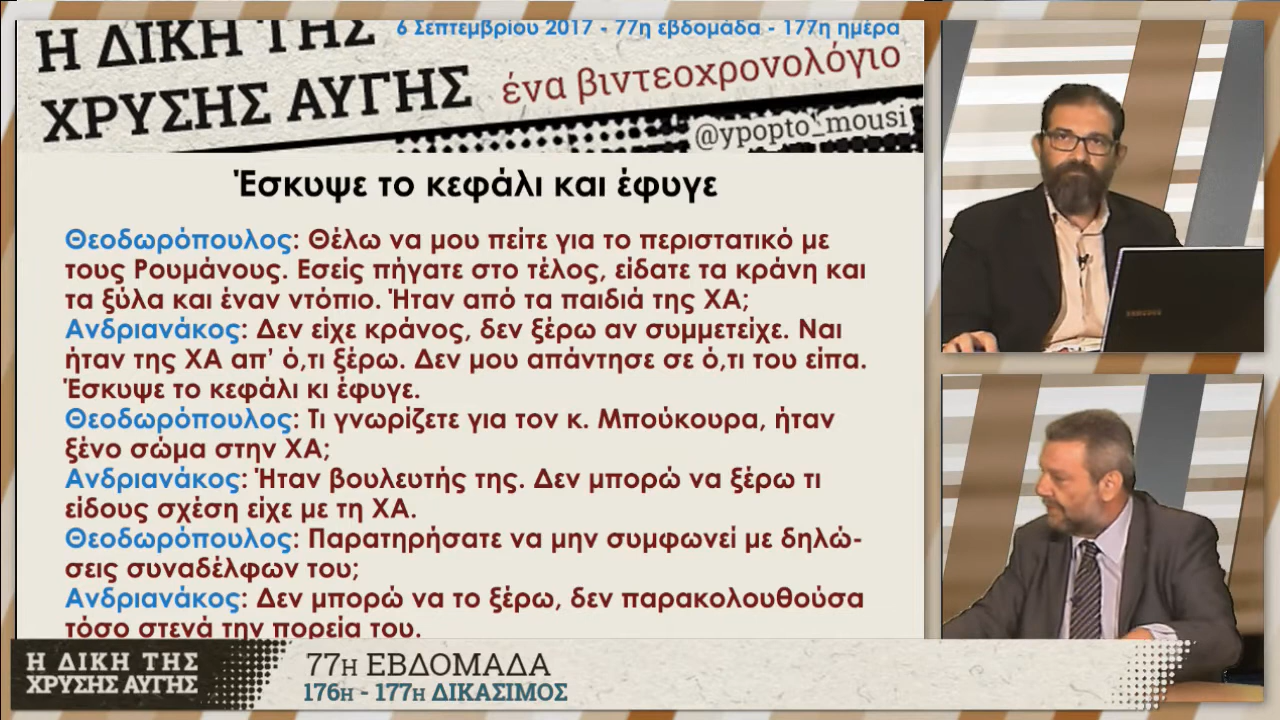 Η ΔΙΚΗ ΤΗΣ
ΧΡΥΣΗΣ ΑΥΓΗΣ
6 Σεπτεμβρίου 2017 - 77η εβδομάδα - 177η ημέρα
ένα βιντεοχρονολόγιο
@ypopto_mousi
Έσκυψε το κεφάλι και έφυγε
Θεοδωρόπουλος: Θέλω να μου πείτε για το περιστατικό με
τους Ρουμάνους. Εσείς πήγατε στο τέλος, είδατε τα κράνη και
τα ξύλα και έναν ντόπιο. Ήταν από τα παιδιά της ΧΑ;
Ανδριανάκος: Δεν είχε κράνος, δεν ξέρω αν συμμετείχε. Ναι
ήταν της ΧΑ απ' ό,τι ξέρω. Δεν μου απάντησε σε ό,τι του είπα.
Έσκυψε το κεφάλι κι έφυγε.
Θεοδωρόπουλος: Τι γνωρίζετε για τον κ. Μπούκουρα, ήταν
ξένο σώμα στην ΧΑ;
Ανδριανάκος: Ήταν βουλευτής της. Δεν μπορώ να ξέρω τι
είδους σχέση είχε με τη ΧΑ.
Θεοδωρόπουλος: Παρατηρήσατε να μην συμφωνεί με δηλώ-
σεις συναδέλφων του;
Ανδριανάκος: Δεν μπορώ να το ξέρω, δεν παρακολουθούσα
τόσο στενά την πορεία του.
SAMSUNG
Η ΔΙΚΗ ΤΗΣ
ΧΡΥΣΗΣ ΑΥΓΗΣ
77Η ΕΒΔΟΜΑΔΑ
176Η - 177Η ΔΙΚΑΣΙΜΟΣ